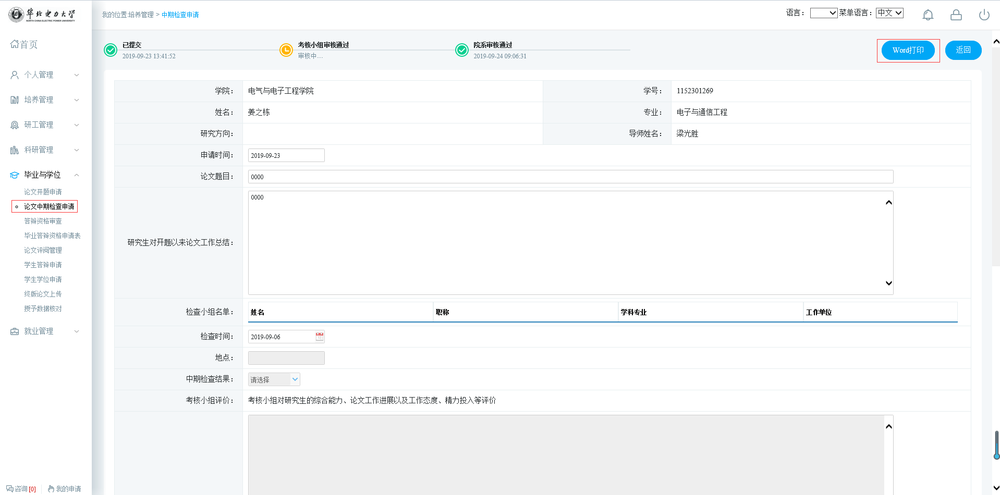 华北电力大学
NORTH CHINA ELECTRIC POWER UNIVERSITY
我的位置:培养管理 > 中期检查申请
语言：
菜单语言： 中文
首页
个人管理
培养管理
研工管理
科研管理
毕业与学位
论文开题申请
论文中期检查申请
答辩资格审查
毕业答辩资格申请表
论文评阅管理
学生答辩申请
学生学位申请
终版论文上传
授予数据核对
就业管理
咨询 [0]
我的申请
已提交
2019-09-23 13:41:52
考核小组审核通过
审核中...
院系审核通过
2019-09-24 09:06:31
Word打印
返回
学院： 电气与电子工程学院 学号： 1152301269
姓名： 姜之栋 专业： 电子与通信工程
研究方向： 导师姓名： 梁光胜
申请时间： 2019-09-23
论文题目： 0000
研究生对开题以来论文工作总结： 0000
检查小组名单： 姓名 职称 学科专业 工作单位
检查时间： 2019-09-06
地点：
中期检查结果： 请选择
考核小组评价： 考核小组对研究生的综合能力、论文工作进展以及工作态度、精力投入等评价